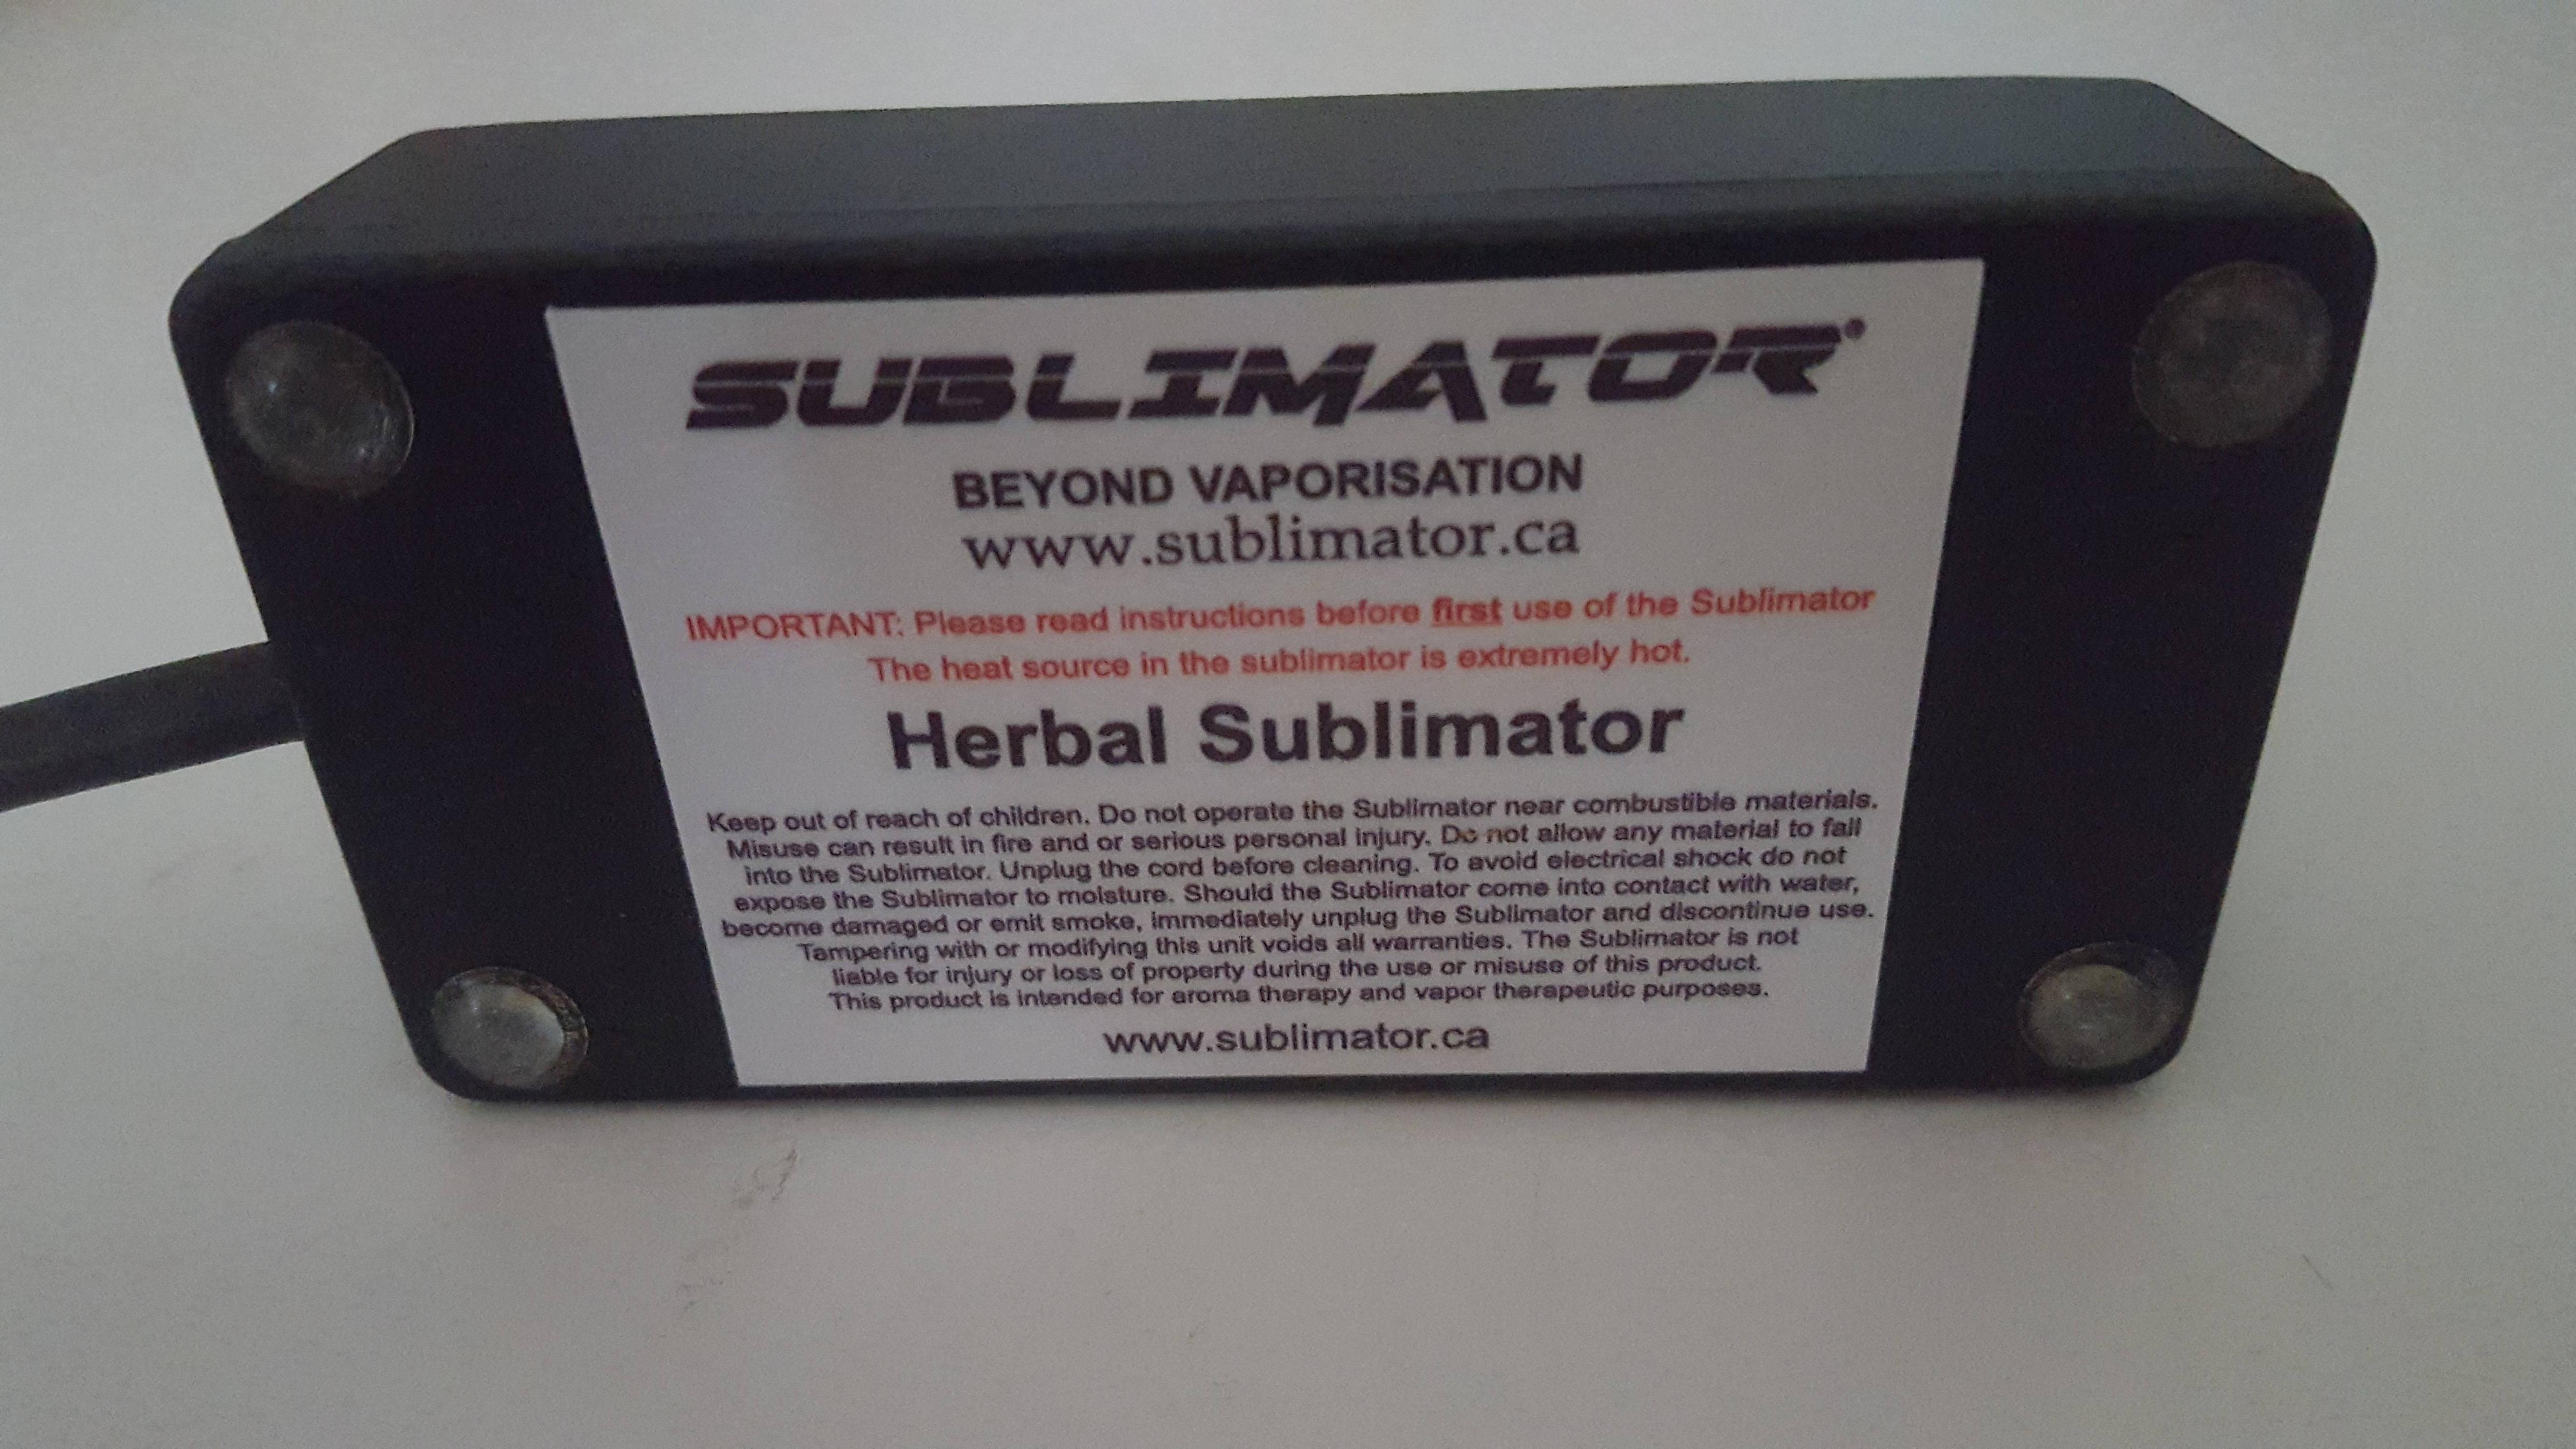 SUBLIMATOR®
BEYOND VAPORISATION
www.sublimator.ca
IMPORTANT: Please read instructions before first use of the Sublimator
The heat source in the sublimator is extremely hot.
Herbal Sublimator
Keep out of reach of children. Do not operate the Sublimator near combustible materials.
Misuse can result in fire and or serious personal injury. Do not allow any material to fall
into the Sublimator. Unplug the cord before cleaning. To avoid electrical shock do not
expose the Sublimator to moisture. Should the Sublimator come into contact with water,
become damaged or emit smoke, immediately unplug the Sublimator and discontinue use.
Tampering with or modifying this unit voids all warranties. The Sublimator is not
liable for injury or loss of property during the use or misuse of this product.
This product is intended for aroma therapy and vapor therapeutic purposes.
www.sublimator.ca